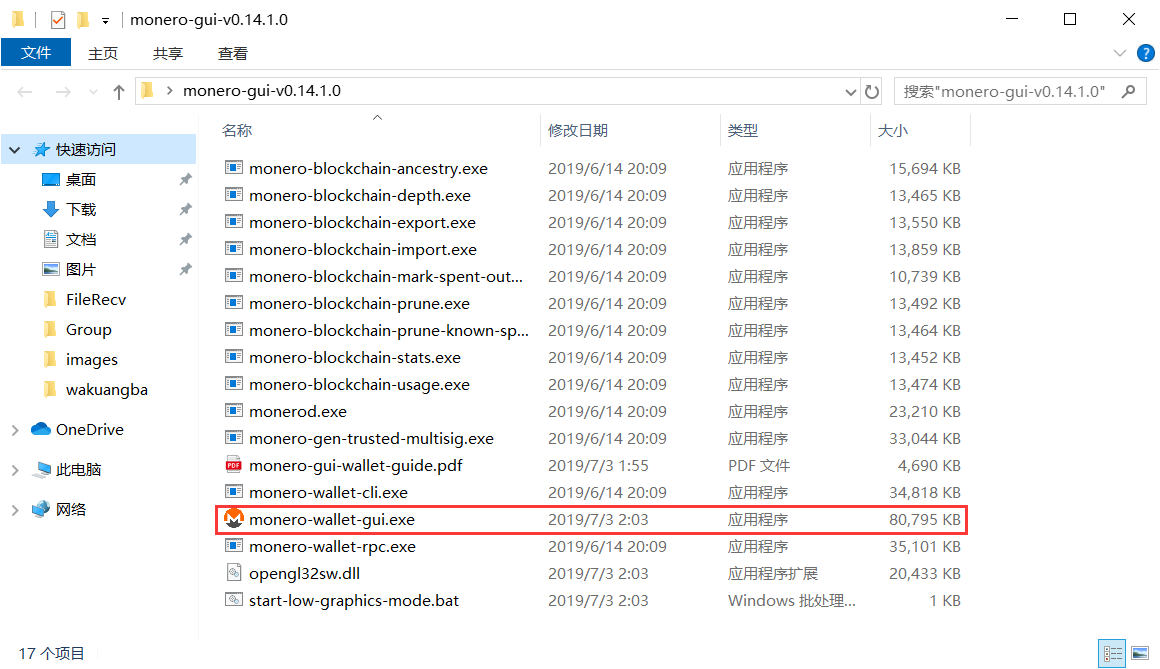 monero-gui-v0.14.1.0
文件 主页 共享 查看
monero-gui-v0.14.1.0 搜索"monero-gui-v0.14.1.0"
名称 修改日期 类型 大小
快速访问
桌面
下载
文档
图片
FileRecv
Group
images
wakuangba
OneDrive
此电脑
网络
monero-blockchain-ancestry.exe 2019/6/14 20:09 应用程序 15,694 KB
monero-blockchain-depth.exe 2019/6/14 20:09 应用程序 13,465 KB
monero-blockchain-export.exe 2019/6/14 20:09 应用程序 13,550 KB
monero-blockchain-import.exe 2019/6/14 20:09 应用程序 13,859 KB
monero-blockchain-mark-spent-out... 2019/6/14 20:09 应用程序 10,739 KB
monero-blockchain-prune.exe 2019/6/14 20:09 应用程序 13,492 KB
monero-blockchain-prune-known-sp... 2019/6/14 20:09 应用程序 13,464 KB
monero-blockchain-stats.exe 2019/6/14 20:09 应用程序 13,452 KB
monero-blockchain-usage.exe 2019/6/14 20:09 应用程序 13,474 KB
monerod.exe 2019/6/14 20:09 应用程序 23,210 KB
monero-gen-trusted-multisig.exe 2019/6/14 20:09 应用程序 33,044 KB
monero-gui-wallet-guide.pdf 2019/7/3 1:55 PDF 文件 4,690 KB
monero-wallet-cli.exe 2019/6/14 20:09 应用程序 34,818 KB
monero-wallet-gui.exe 2019/7/3 2:03 应用程序 80,795 KB
monero-wallet-rpc.exe 2019/6/14 20:09 应用程序 35,101 KB
opengl32sw.dll 2019/7/3 2:03 应用程序扩展 20,433 KB
start-low-graphics-mode.bat 2019/7/3 2:03 Windows 批处理... 1 KB
17 个项目